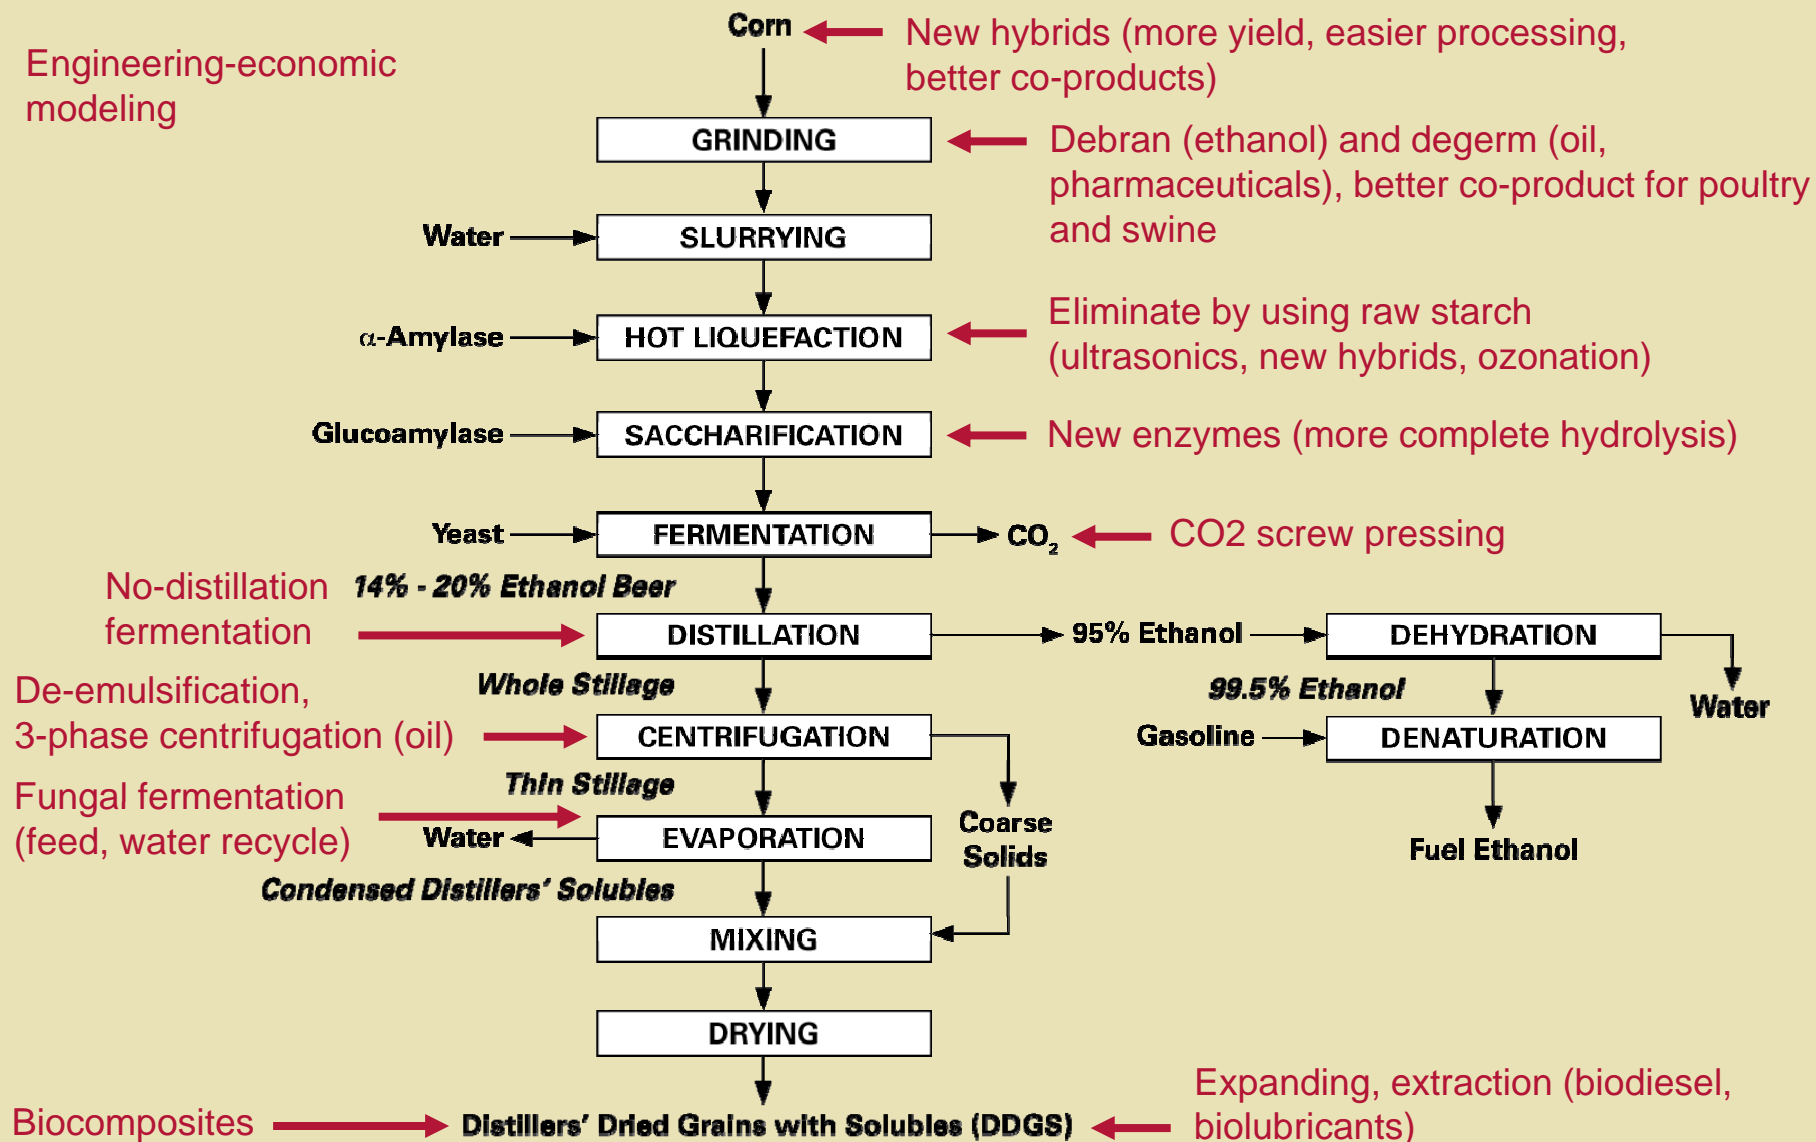 Corn
New hybrids (more yield, easier processing,
better co-products)
Engineering-economic
modeling
GRINDING
Debran (ethanol) and degerm (oil,
pharmaceuticals), better co-product for poultry
and swine
Water
SLURRYING
α-Amylase
HOT LIQUEFACTION
Eliminate by using raw starch
(ultrasonics, new hybrids, ozonation)
Glucoamylase
SACCHARIFICATION
New enzymes (more complete hydrolysis)
Yeast
FERMENTATION
CO₂
CO2 screw pressing
No-distillation
fermentation
14% - 20% Ethanol Beer
DISTILLATION
95% Ethanol
DEHYDRATION
Whole Stillage
99.5% Ethanol
Water
De-emulsification,
3-phase centrifugation (oil)
CENTRIFUGATION
Gasoline
DENATURATION
Thin Stillage
Fungal fermentation
(feed, water recycle)
Water
EVAPORATION
Coarse
Solids
Fuel Ethanol
Condensed Distillers' Solubles
MIXING
DRYING
Biocomposites
Distillers' Dried Grains with Solubles (DDGS)
Expanding, extraction (biodiesel,
biolubricants)